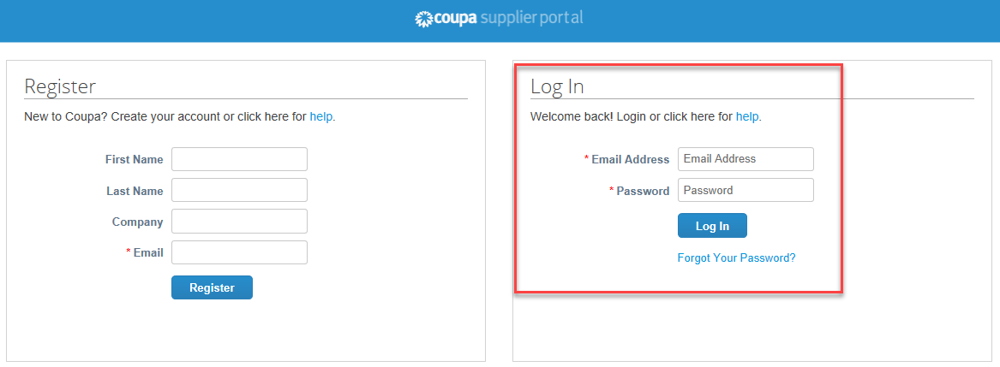 coupa supplier portal
Register
New to Coupa? Create your account or click here for help.
First Name
Last Name
Company
* Email
Register
Log In
Welcome back! Login or click here for help.
* Email Address Email Address
* Password Password
Log In
Forgot Your Password?